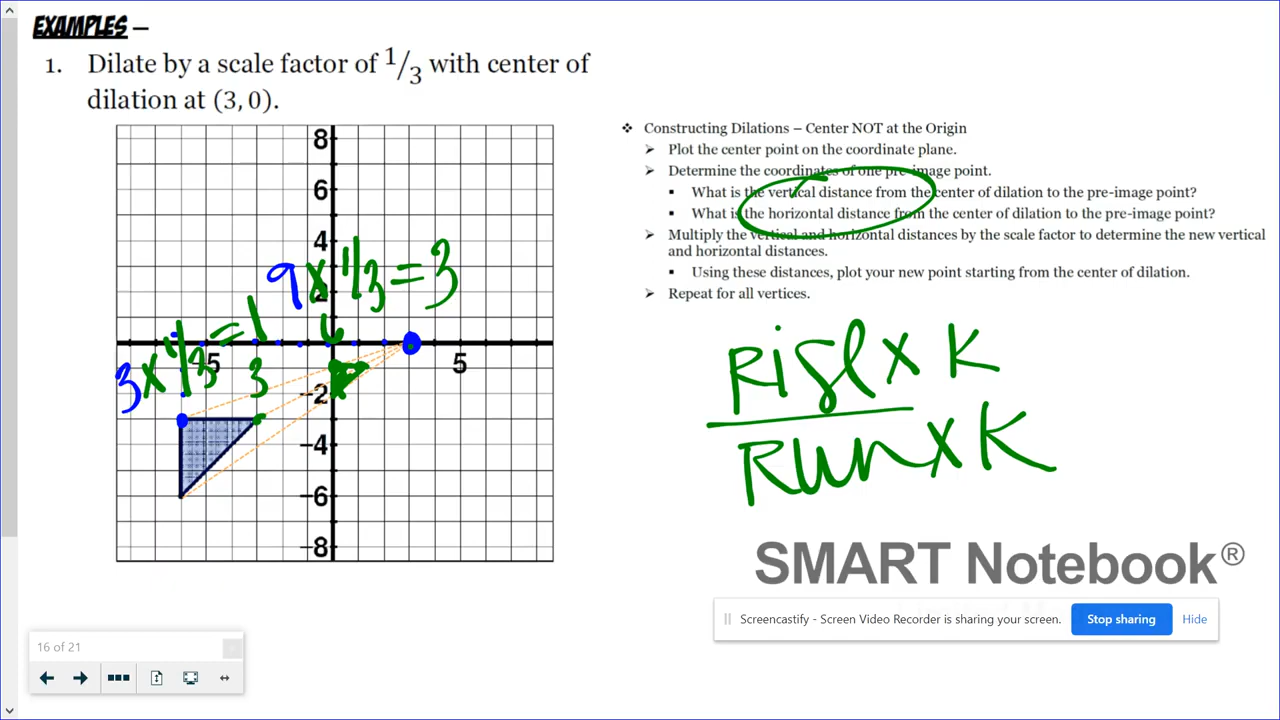 EXAMPLES –
1. Dilate by a scale factor of 1/3 with center of
dilation at (3, 0).
❖ Constructing Dilations – Center NOT at the Origin
➢ Plot the center point on the coordinate plane.
➢ Determine the coordinates of one pre-image point.
▪ What is the vertical distance from the center of dilation to the pre-image point?
▪ What is the horizontal distance from the center of dilation to the pre-image point?
➢ Multiply the vertical and horizontal distances by the scale factor to determine the new vertical
and horizontal distances.
▪ Using these distances, plot your new point starting from the center of dilation.
➢ Repeat for all vertices.
8
6
4
2
9 x 1/3 = 3
3 x 1/3 = 1
6
3
-5
5
-2
-4
-6
-8
Rise x K
Run x K
SMART Notebook®
Screencastify - Screen Video Recorder is sharing your screen.
Stop sharing
Hide
16 of 21